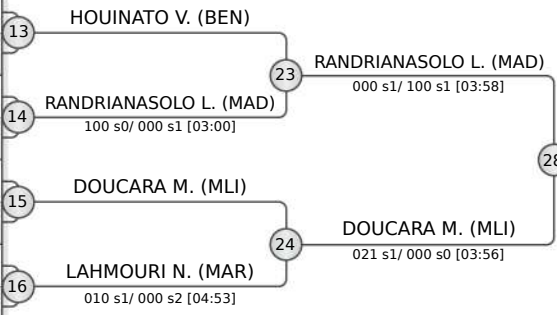 HOUINATO V. (BEN)
13
RANDRIANASOLO L. (MAD)
23
000 s1/ 100 s1 [03:58]
RANDRIANASOLO L. (MAD)
14
100 s0/ 000 s1 [03:00]
28
DOUCARA M. (MLI)
15
DOUCARA M. (MLI)
24
021 s1/ 000 s0 [03:56]
LAHMOURI N. (MAR)
16
010 s1/ 000 s2 [04:53]